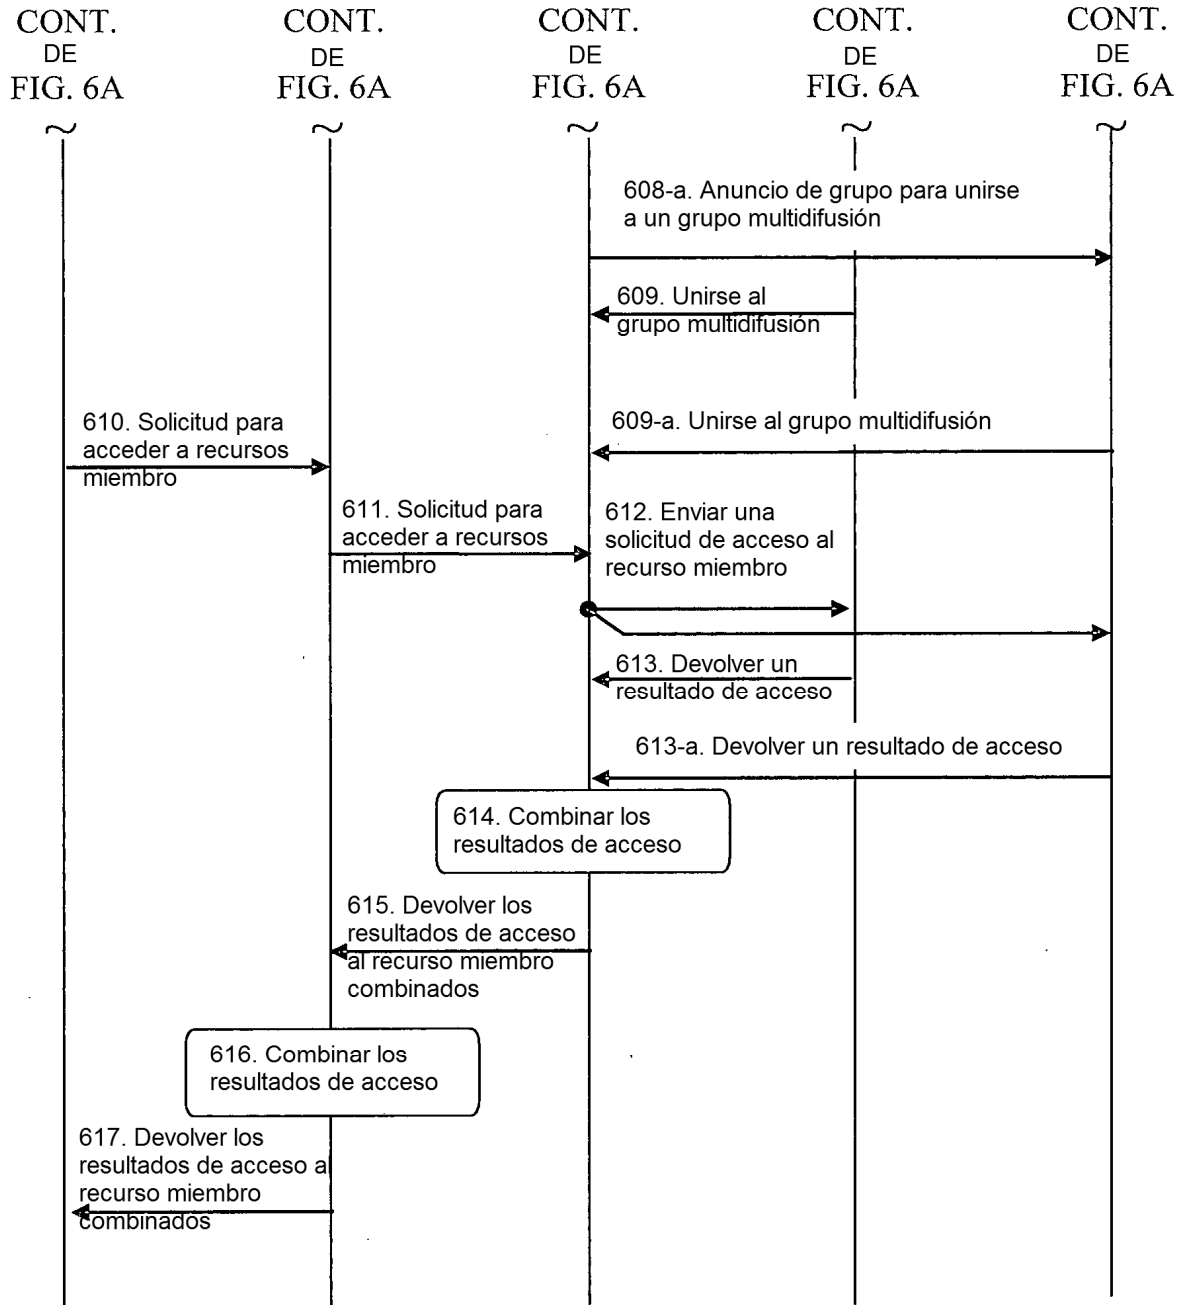 CONT.
DE
FIG. 6A
CONT.
DE
FIG. 6A
CONT.
DE
FIG. 6A
CONT.
DE
FIG. 6A
CONT.
DE
FIG. 6A
608-a. Anuncio de grupo para unirse
a un grupo multidifusión
609. Unirse al
grupo multidifusión
609-a. Unirse al grupo multidifusión
610. Solicitud para
acceder a recursos
miembro
611. Solicitud para
acceder a recursos
miembro
612. Enviar una
solicitud de acceso al
recurso miembro
613. Devolver un
resultado de acceso
613-a. Devolver un resultado de acceso
614. Combinar los
resultados de acceso
615. Devolver los
resultados de acceso
al recurso miembro
combinados
616. Combinar los
resultados de acceso
617. Devolver los
resultados de acceso al
recurso miembro
combinados